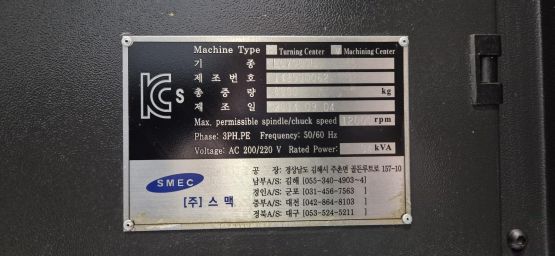 Machine Type Turning Center Machining Center
기 종
제 조 번 호
총 중 량 kg
제 조 일 2014.09.04
Max. permissible spindle/chuck speed rpm
Phase: 3PH,PE Frequency: 50/60 Hz
Voltage: AC 200/220 V Rated Power: kVA
KC s
SMEC
[주] 스 맥
공 장: 경상남도 김해시 주촌면 골든루트로 157-10
남부A/S: 김해 [055-340-4903~4]
경인A/S: 군포 [031-456-7563]
중부A/S: 대전 [042-864-8103]
경북A/S: 대구 [053-524-5211]